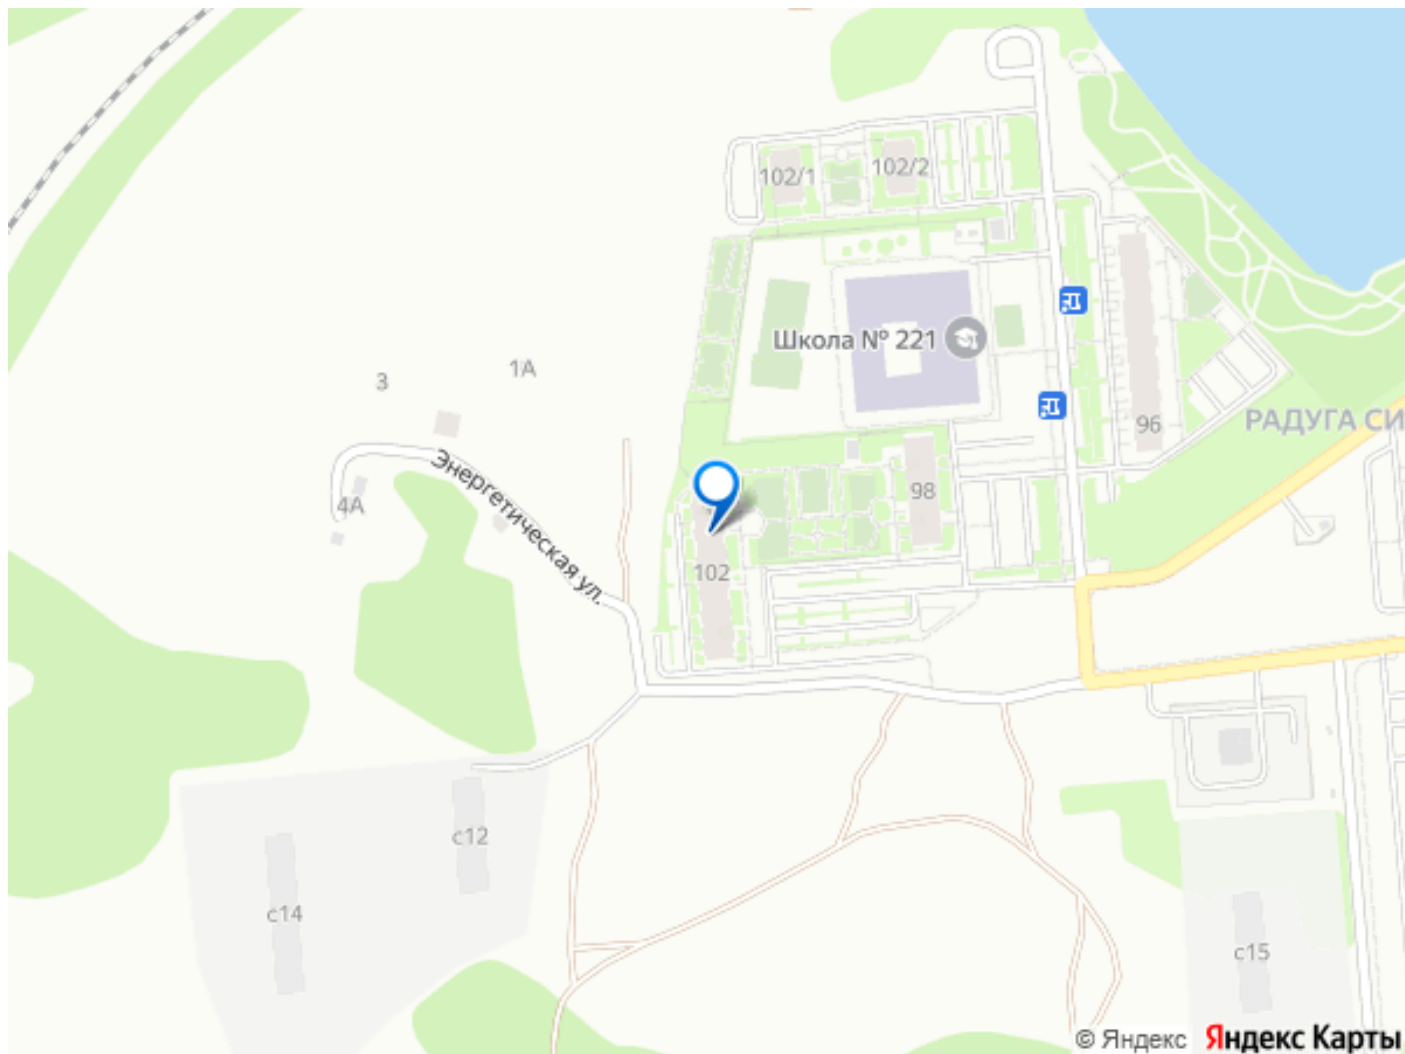 102/1
102/2
Школа № 221
3
1А
96
РАДУГА СИ
Энергетическая ул.
4А
98
102
с12
с14
с15
© Яндекс
Яндекс Карты